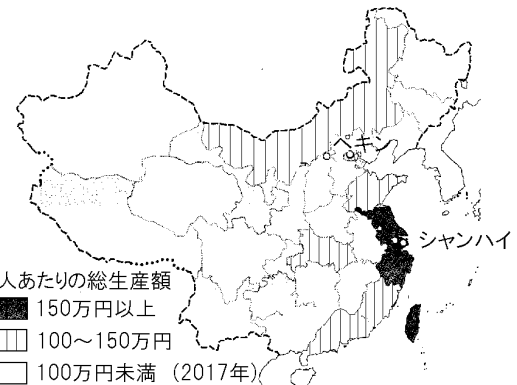 ペキン
シャンハイ
人あたりの総生産額
150万円以上
100〜150万円
100万円未満 (2017年)